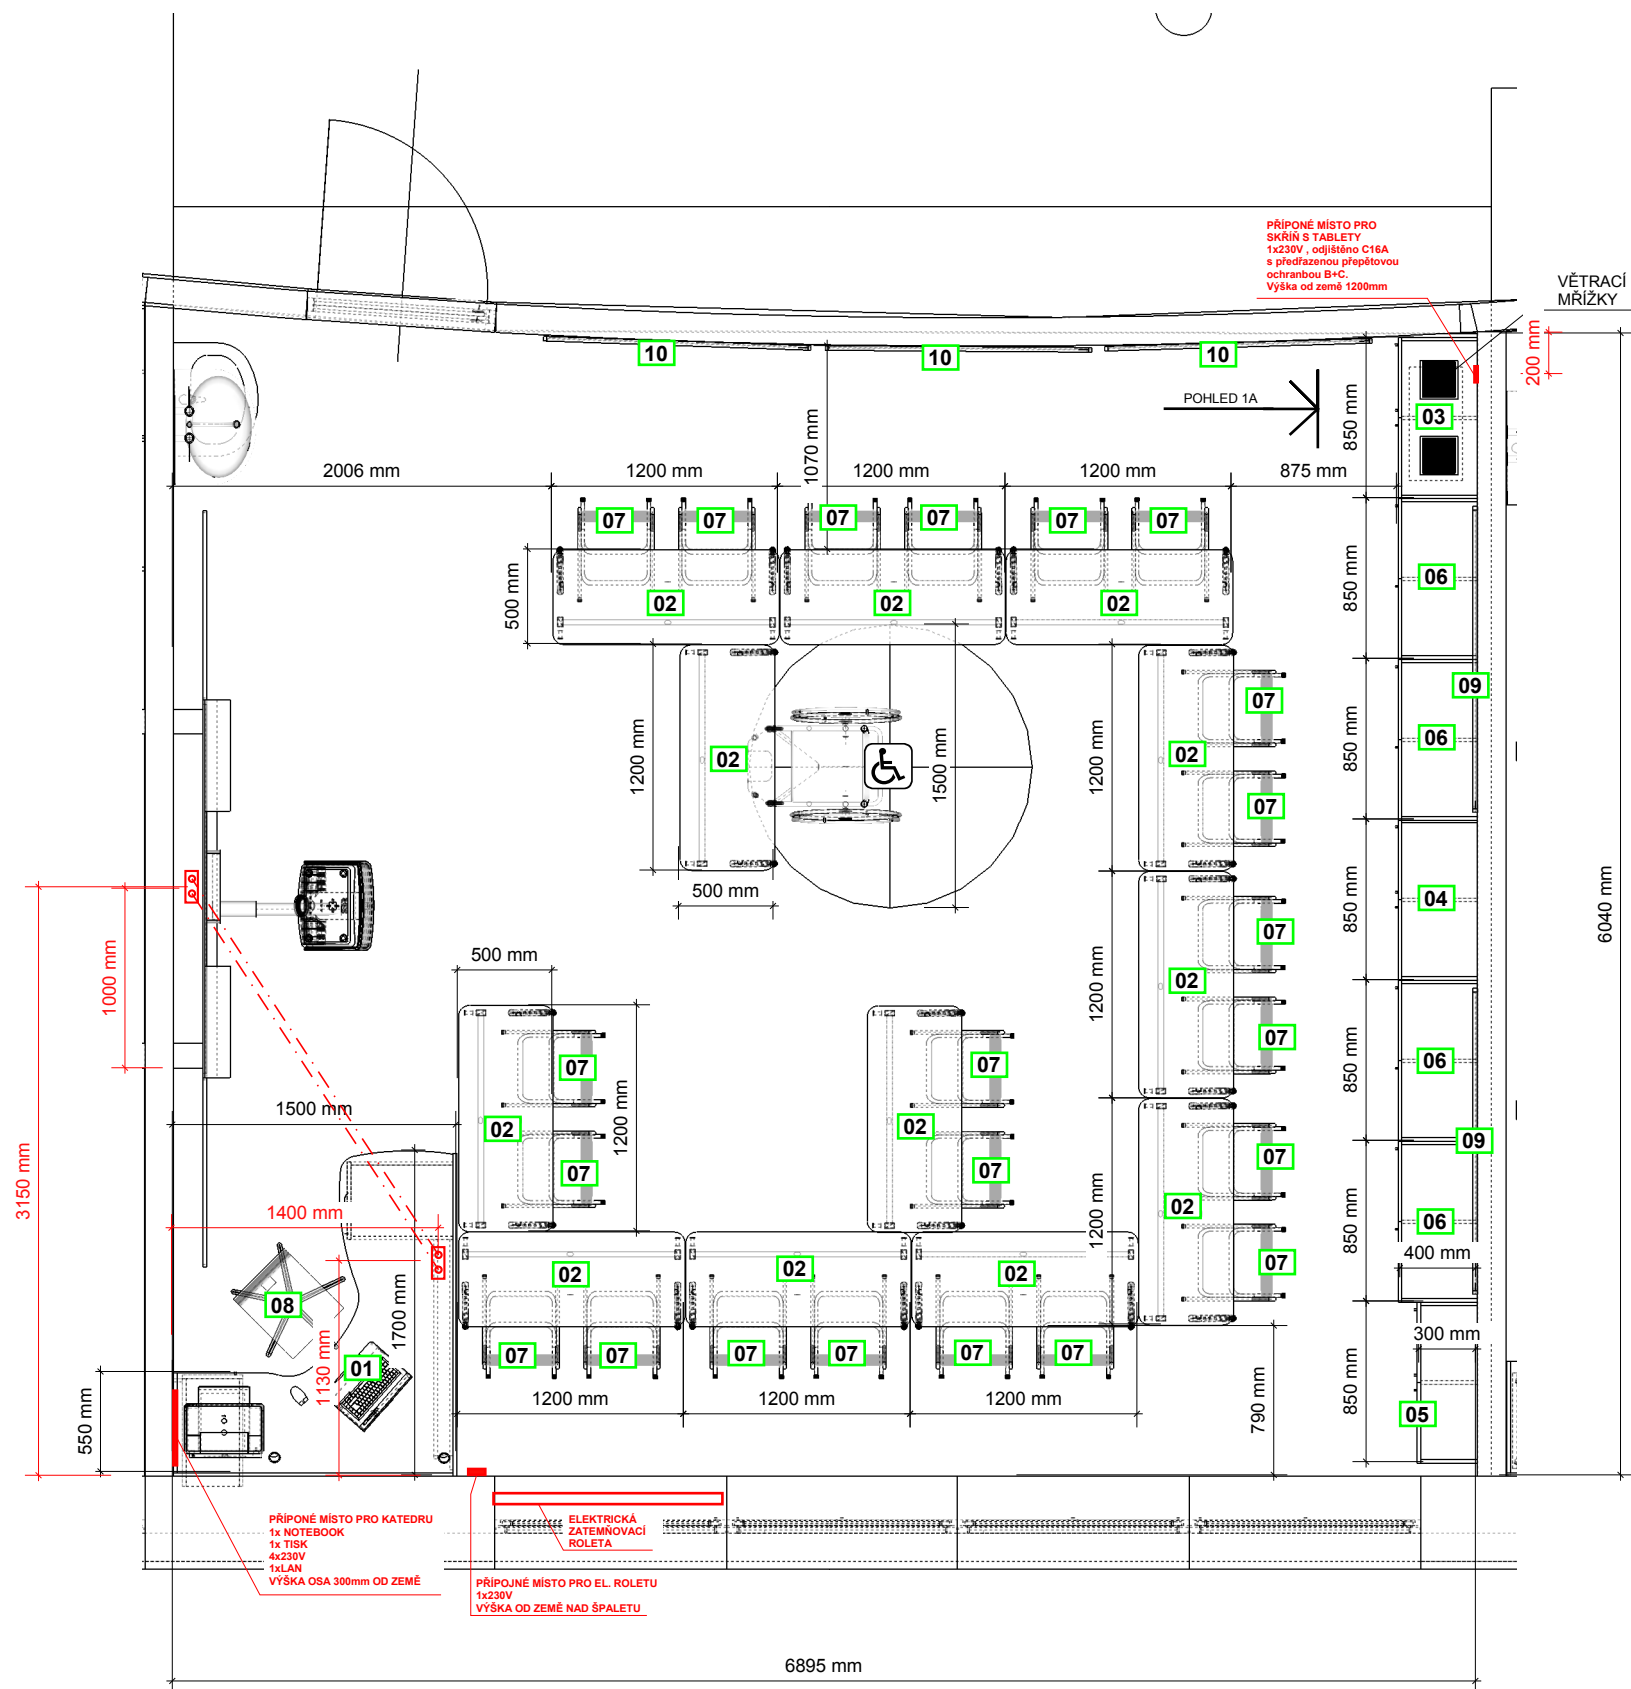 PŘÍPONÉ MÍSTO PRO
SKŘÍŇ S TABLETY
1x230V , odjištěno C16A
s předřazenou přepětovou
ochranbou B+C.
Výška od země 1200mm
VĚTRACÍ
MŘÍŽKY
10
10
10
200 mm
POHLED 1A
03
850 mm
1070 mm
2006 mm
1200 mm
1200 mm
1200 mm
875 mm
07
07
07
07
07
07
500 mm
02
02
02
850 mm
06
09
07
1200 mm
02
1500 mm
1200 mm
02
850 mm
06
07
500 mm
850 mm
04
6040 mm
07
1200 mm
02
1000 mm
500 mm
07
07
07
850 mm
06
3150 mm
1500 mm
1200 mm
02
02
09
07
07
07
1400 mm
1200 mm
02
850 mm
06
400 mm
07
02
02
02
08
1700 mm
1130 mm
01
300 mm
07
07
07
07
07
07
550 mm
1200 mm
1200 mm
1200 mm
790 mm
850 mm
05
PŘÍPONÉ MÍSTO PRO KATEDRU
1x NOTEBOOK
1x TISK
4x230V
1xLAN
VÝŠKA OSA 300mm OD ZEMĚ
ELEKTRICKÁ
ZATEMŇOVACÍ
ROLETA
PŘÍPOJNÉ MÍSTO PRO EL. ROLETU
1x230V
VÝŠKA OD ZEMĚ NAD ŠPALETU
6895 mm